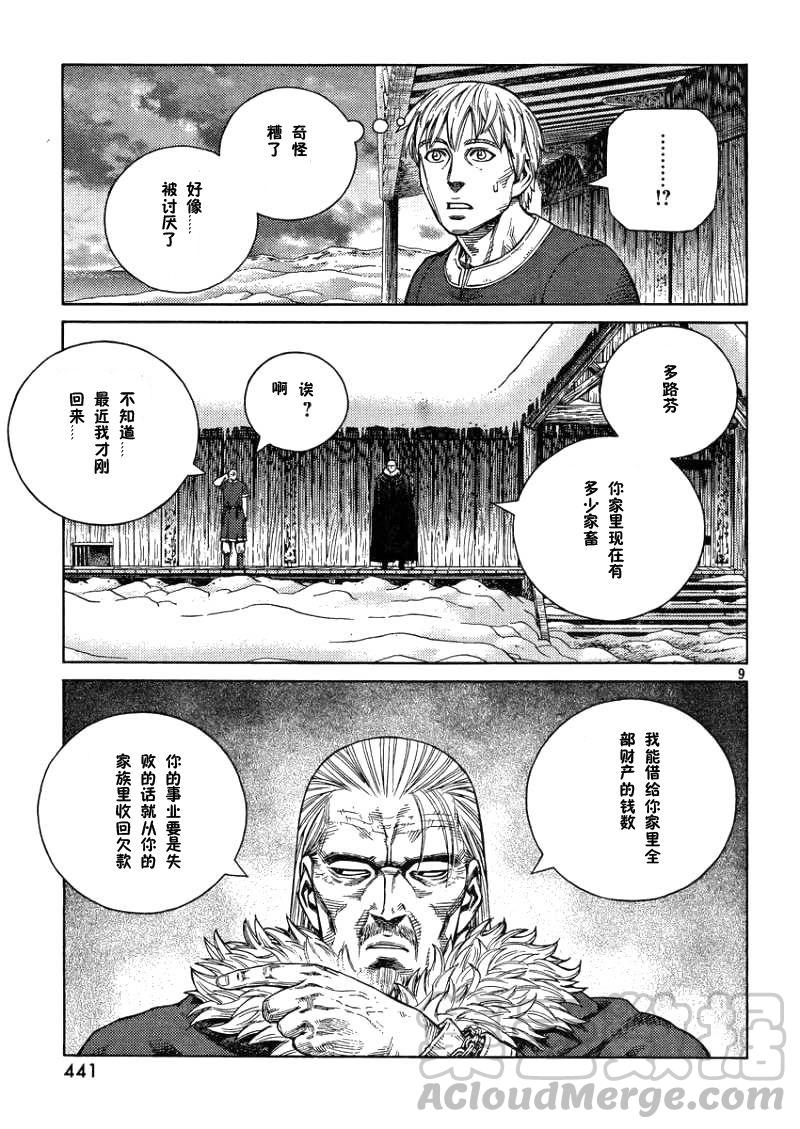 ………
!?
奇怪
糟了
好像……
被讨厌了
多路芬
你家里现在有
多少家畜
诶?
啊
不知道……
最近我才刚
回来……
9
我能借给你家里全
部财产的钱数
你的事业要是失
败的话就从你的
家族里收回欠款
441
AcloudMerge.com